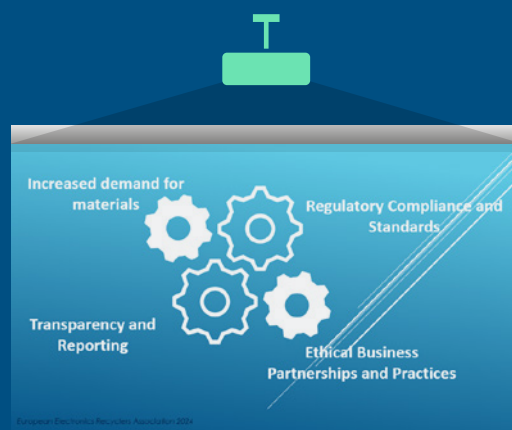 Increased demand for
materials
Regulatory Compliance and
Standards
Transparency and
Reporting
Ethical Business
Partnerships and Practices
European Electronics Recyclers Association 2024